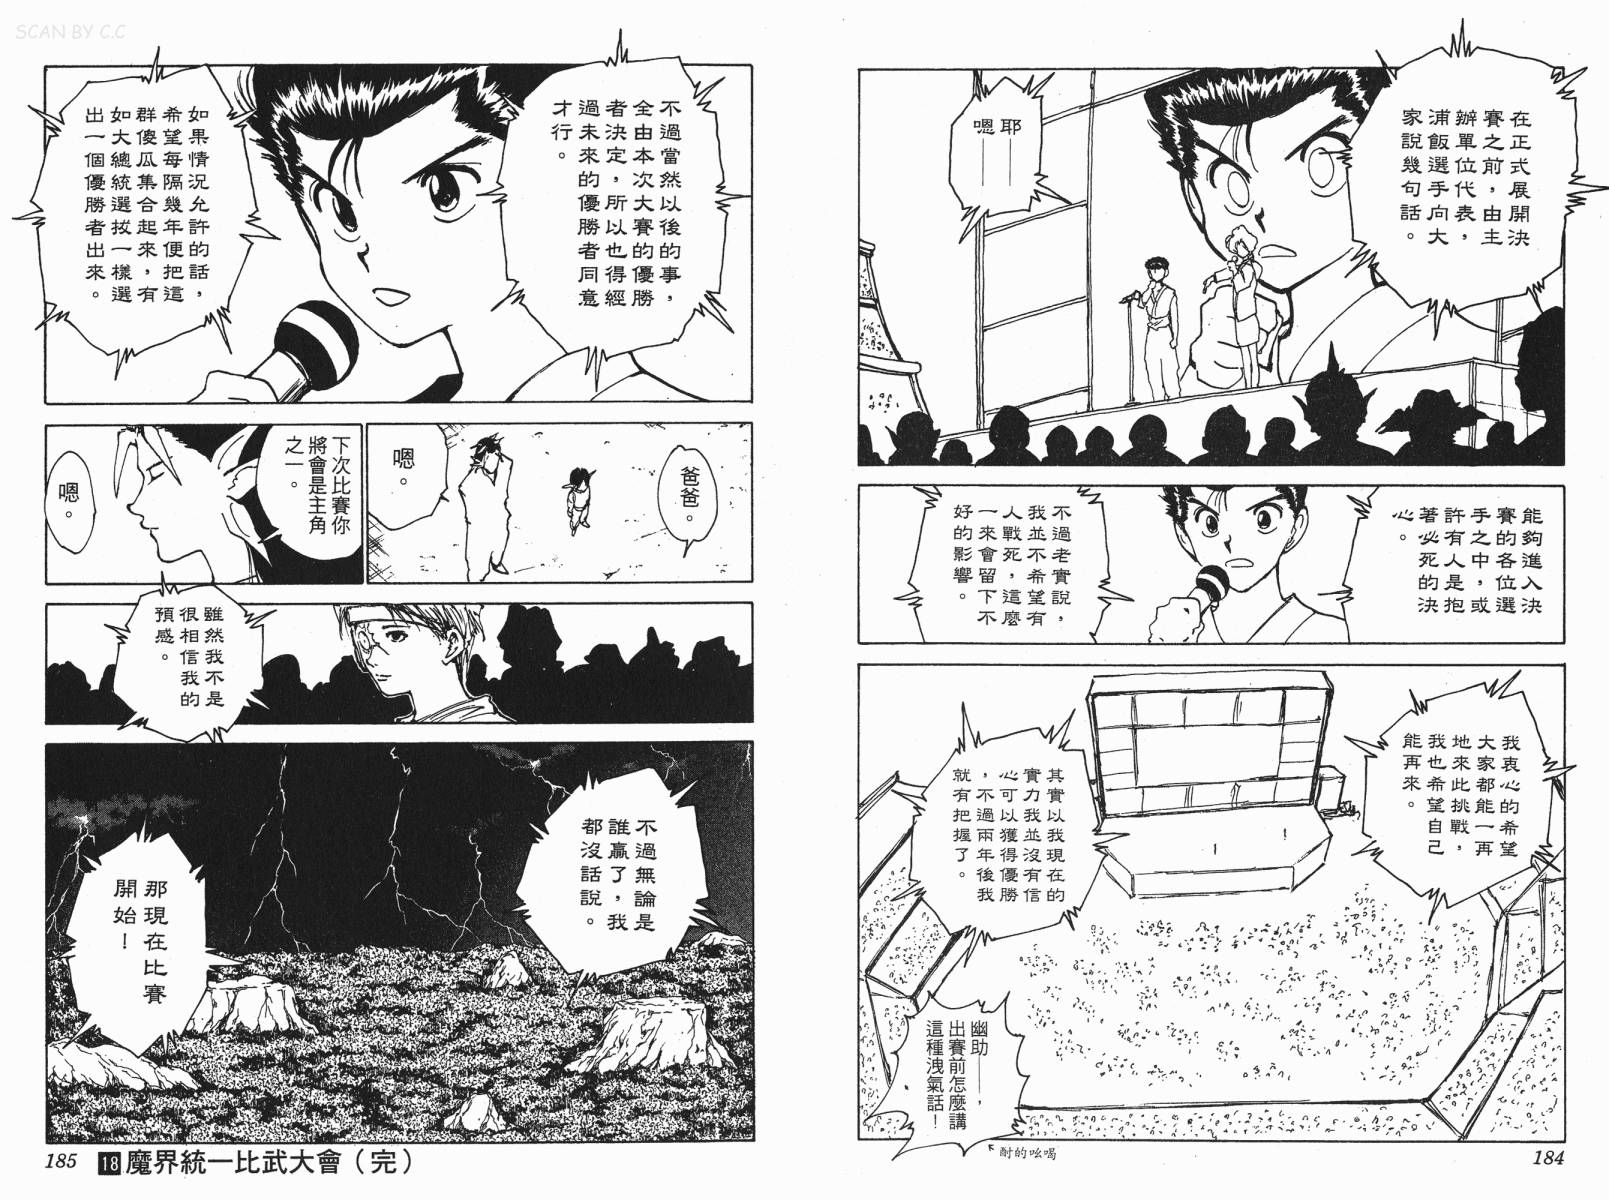 SCAN BY C.C
在正式展開決
賽之前，由主
辦單位代表，
浦飯選手向大
家說幾句話。
耶——
嗯——
能夠進入決
賽的各位選
手之中，或
許有人是抱
著必死的決
心。
不過老實說，
我並不希望有
人戰死，這麼
一來會留下不
好的影響。
我衷心的希望
大家都能一再
地來此挑戰，
我也希望自己
能再來。
其實以我現在的
實力我並沒有信
心可以獲得優勝
，不過兩年後我
就有把握了。
幽助——，
出賽前怎麼講
這種洩氣話！
酎的吆喝
184
不過當然以後的事，
全由本次大賽的優勝
者決定，所以也得經
過未來的優勝者同意
才行。
如果情況允許的話，
希望每隔幾年便把這
群傻瓜集合起來，有
如大總統選拔一樣選
出一個優勝者出來。
爸爸。
嗯。
下次比賽你
將會是主角
之一。
嗯。
雖然我不是
很相信我的
預感。
不過無論是
誰贏了，我
都沒話說。
那現在比賽
開始！
185
18 魔界統一比武大會（完）